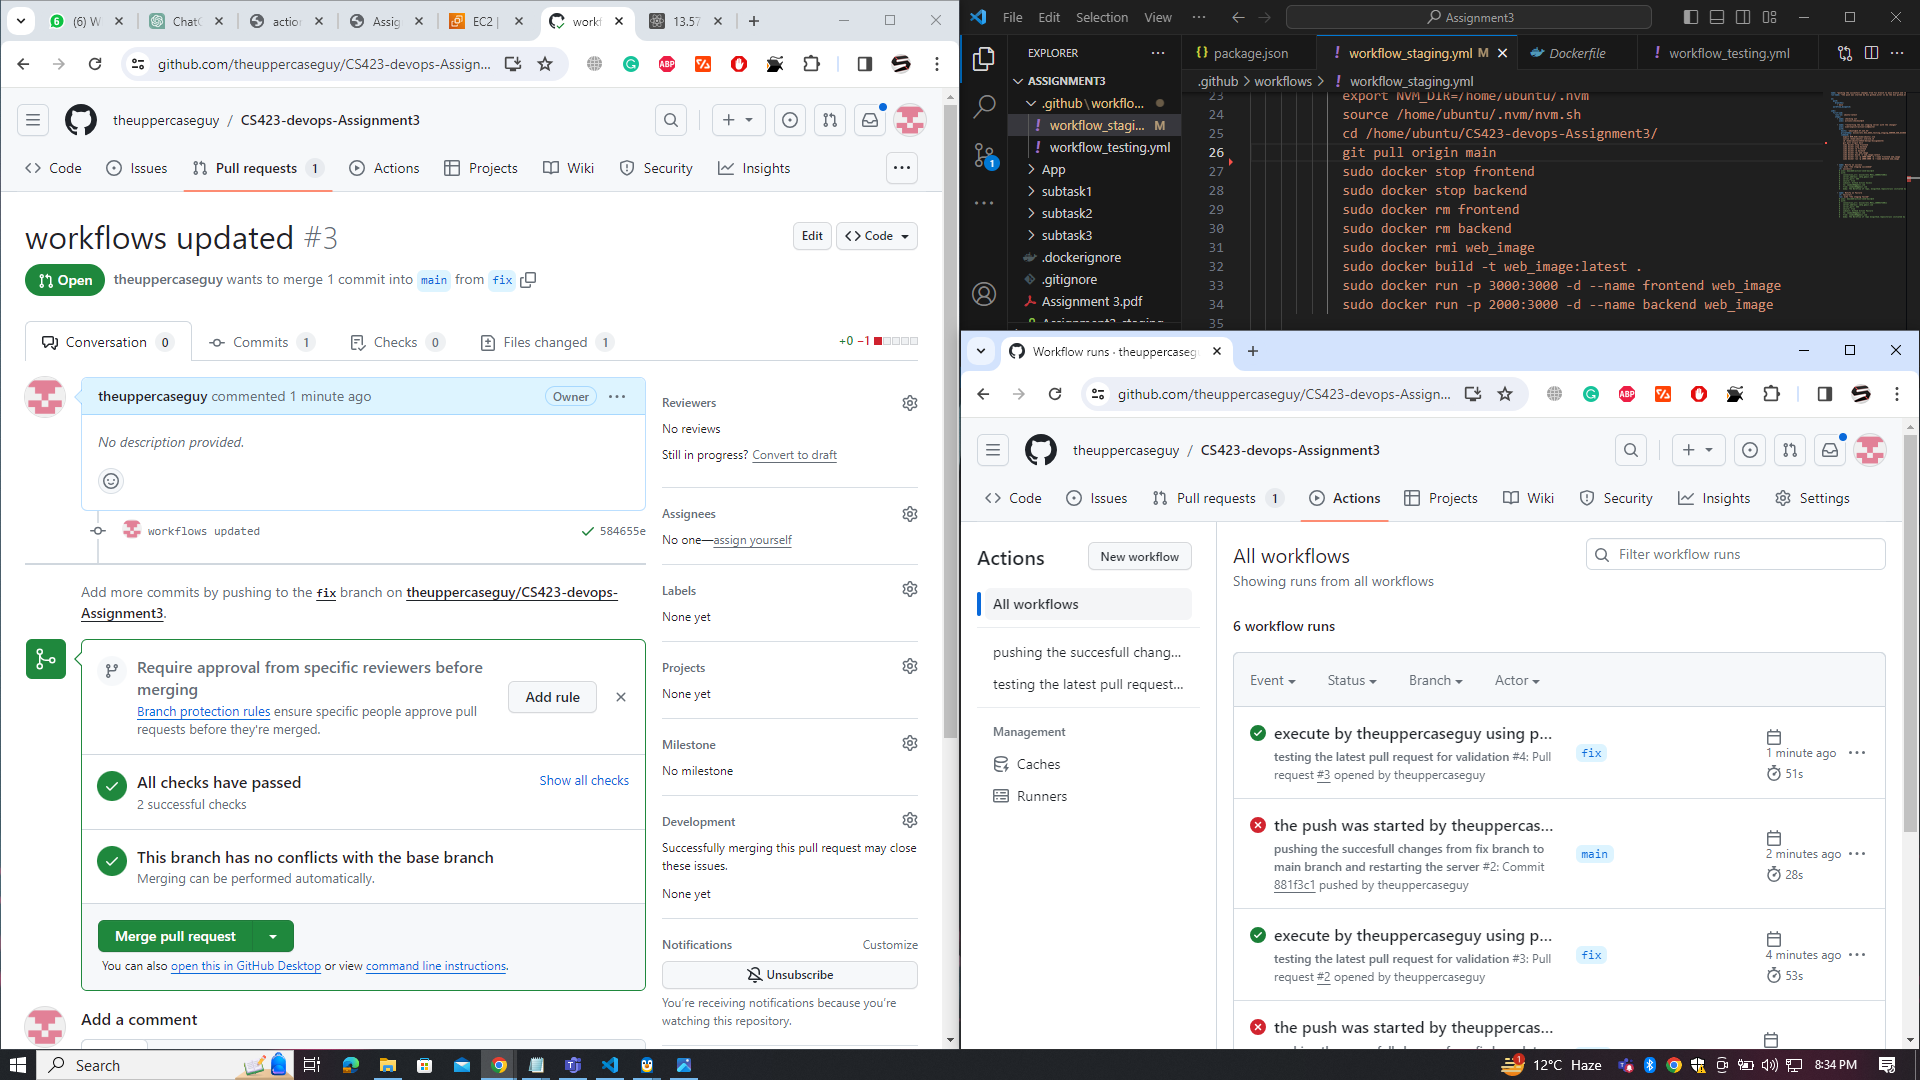 (6) W
ChatG
action
Assig
EC2 |
workf
13.57
github.com/theuppercaseguy/CS423-devops-Assign...
theuppercaseguy / CS423-devops-Assignment3
Code
Issues
Pull requests 1
Actions
Projects
Wiki
Security
Insights
workflows updated #3
Edit
Code
Open
theuppercaseguy wants to merge 1 commit into main from fix
Conversation 0
Commits 1
Checks 0
Files changed 1
+0 −1
theuppercaseguy commented 1 minute ago
Owner
No description provided.
workflows updated
584655e
Add more commits by pushing to the fix branch on theuppercaseguy/CS423-devops-
Assignment3.
Require approval from specific reviewers before
merging
Branch protection rules ensure specific people approve pull
requests before they're merged.
Add rule
All checks have passed
2 successful checks
Show all checks
This branch has no conflicts with the base branch
Merging can be performed automatically.
Merge pull request
You can also open this in GitHub Desktop or view command line instructions.
Add a comment
Reviewers
No reviews
Still in progress? Convert to draft
Assignees
No one—assign yourself
Labels
None yet
Projects
None yet
Milestone
No milestone
Development
Successfully merging this pull request may close
these issues.
None yet
Notifications
Customize
Unsubscribe
You're receiving notifications because you're
watching this repository.
File
Edit
Selection
View
Assignment3
EXPLORER
ASSIGNMENT3
.github\workflo...
workflow_stagi... M
workflow_testing.yml
App
subtask1
subtask2
subtask3
.dockerignore
.gitignore
Assignment 3.pdf
1
package.json
workflow_staging.yml M
Dockerfile
workflow_testing.yml
.github > workflows > ! workflow_staging.yml
23 export NVM_DIR=/home/ubuntu/.nvm
24 source /home/ubuntu/.nvm/nvm.sh
25 cd /home/ubuntu/CS423-devops-Assignment3/
26 git pull origin main
27 sudo docker stop frontend
28 sudo docker stop backend
29 sudo docker rm frontend
30 sudo docker rm backend
31 sudo docker rmi web_image
32 sudo docker build -t web_image:latest .
33 sudo docker run -p 3000:3000 -d --name frontend web_image
34 sudo docker run -p 2000:3000 -d --name backend web_image
35
Workflow runs · theuppercaseg
github.com/theuppercaseguy/CS423-devops-Assign...
theuppercaseguy / CS423-devops-Assignment3
Code
Issues
Pull requests 1
Actions
Projects
Wiki
Security
Insights
Settings
Actions
New workflow
All workflows
pushing the succesfull chang...
testing the latest pull request...
Management
Caches
Runners
All workflows
Showing runs from all workflows
Filter workflow runs
6 workflow runs
Event
Status
Branch
Actor
execute by theuppercaseguy using p...
testing the latest pull request for validation #4: Pull
request #3 opened by theuppercaseguy
fix
1 minute ago
51s
the push was started by theuppercas...
pushing the succesfull changes from fix branch to
main branch and restarting the server #2: Commit
881f3c1 pushed by theuppercaseguy
main
2 minutes ago
28s
execute by theuppercaseguy using p...
testing the latest pull request for validation #3: Pull
request #2 opened by theuppercaseguy
fix
4 minutes ago
53s
the push was started by theuppercas...
Search
1
12°C Haze
8:34 PM